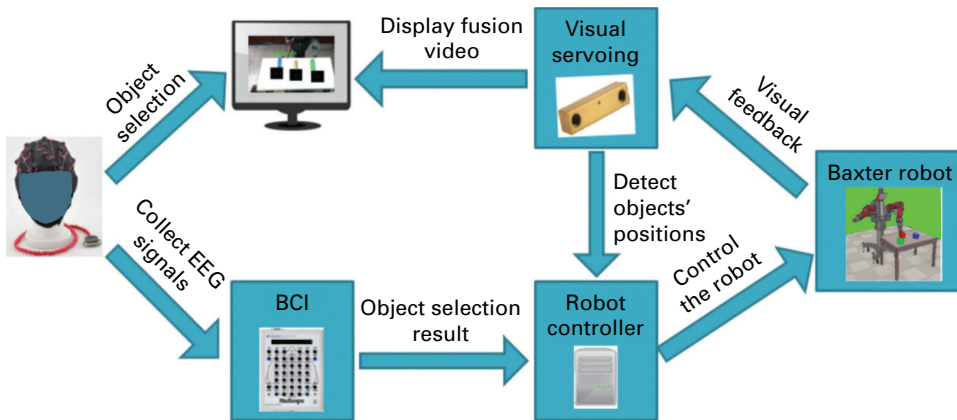 Display fusion
video
Visual
servoing
Object
selection
Visual
feedback
Baxter robot
Collect EEG
signals
Detect
objects’
positions
Control
the robot
BCI
Object selection
result
Robot
controller